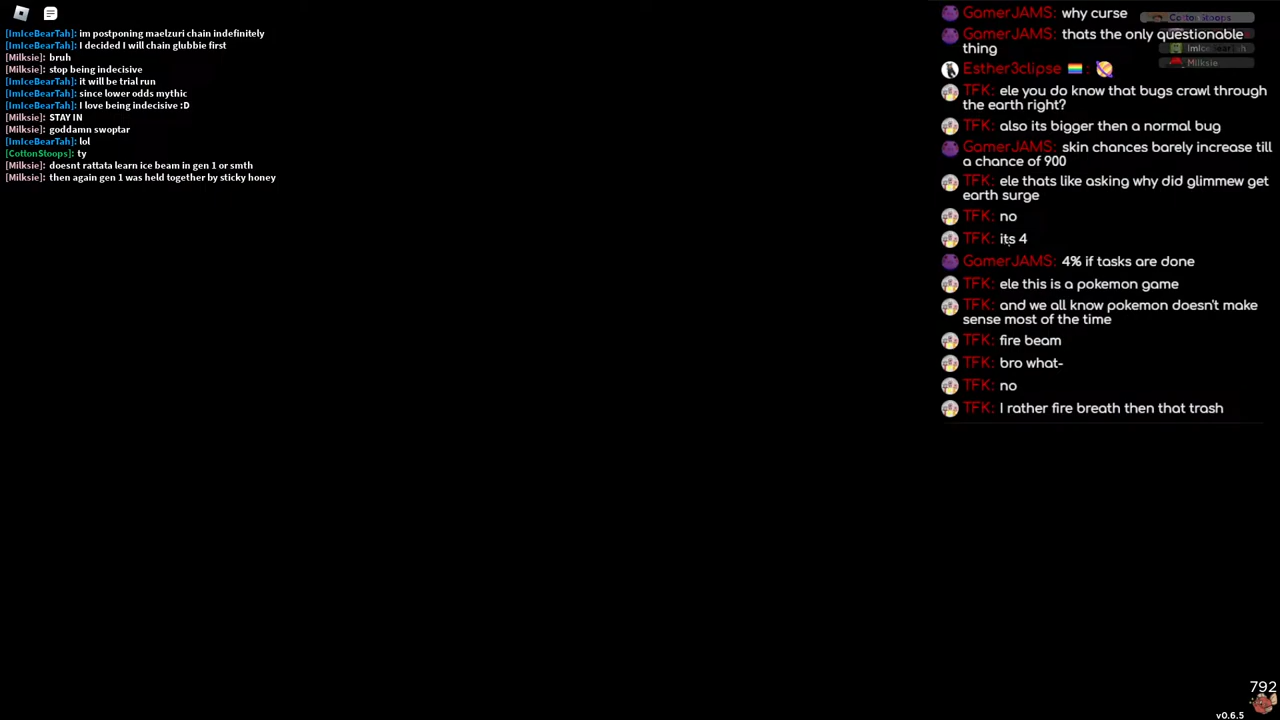 [ImIceBearTah]: im postponing maelzuri chain indefinitely
[ImIceBearTah]: I decided I will chain glubbie first
[Milksie]: bruh
[Milksie]: stop being indecisive
[ImIceBearTah]: it will be trial run
[ImIceBearTah]: since lower odds mythic
[ImIceBearTah]: I love being indecisive :D
[Milksie]: STAY IN
[Milksie]: goddamn swoptar
[ImIceBearTah]: lol
[CottonStoops]: ty
[Milksie]: doesnt rattata learn ice beam in gen 1 or smth
[Milksie]: then again gen 1 was held together by sticky honey
GamerJAMS: why curse
CottonStoops
GamerJAMS: thats the only questionable
thing
ImIceBearTah
Milksie
Esther3clipse :
TFK: ele you do know that bugs crawl through
the earth right?
TFK: also its bigger then a normal bug
GamerJAMS: skin chances barely increase till
a chance of 900
TFK: ele thats like asking why did glimmew get
earth surge
TFK: no
TFK: its 4
GamerJAMS: 4% if tasks are done
TFK: ele this is a pokemon game
TFK: and we all know pokemon doesn't make
sense most of the time
TFK: fire beam
TFK: bro what-
TFK: no
TFK: I rather fire breath then that trash
792
v0.6.5